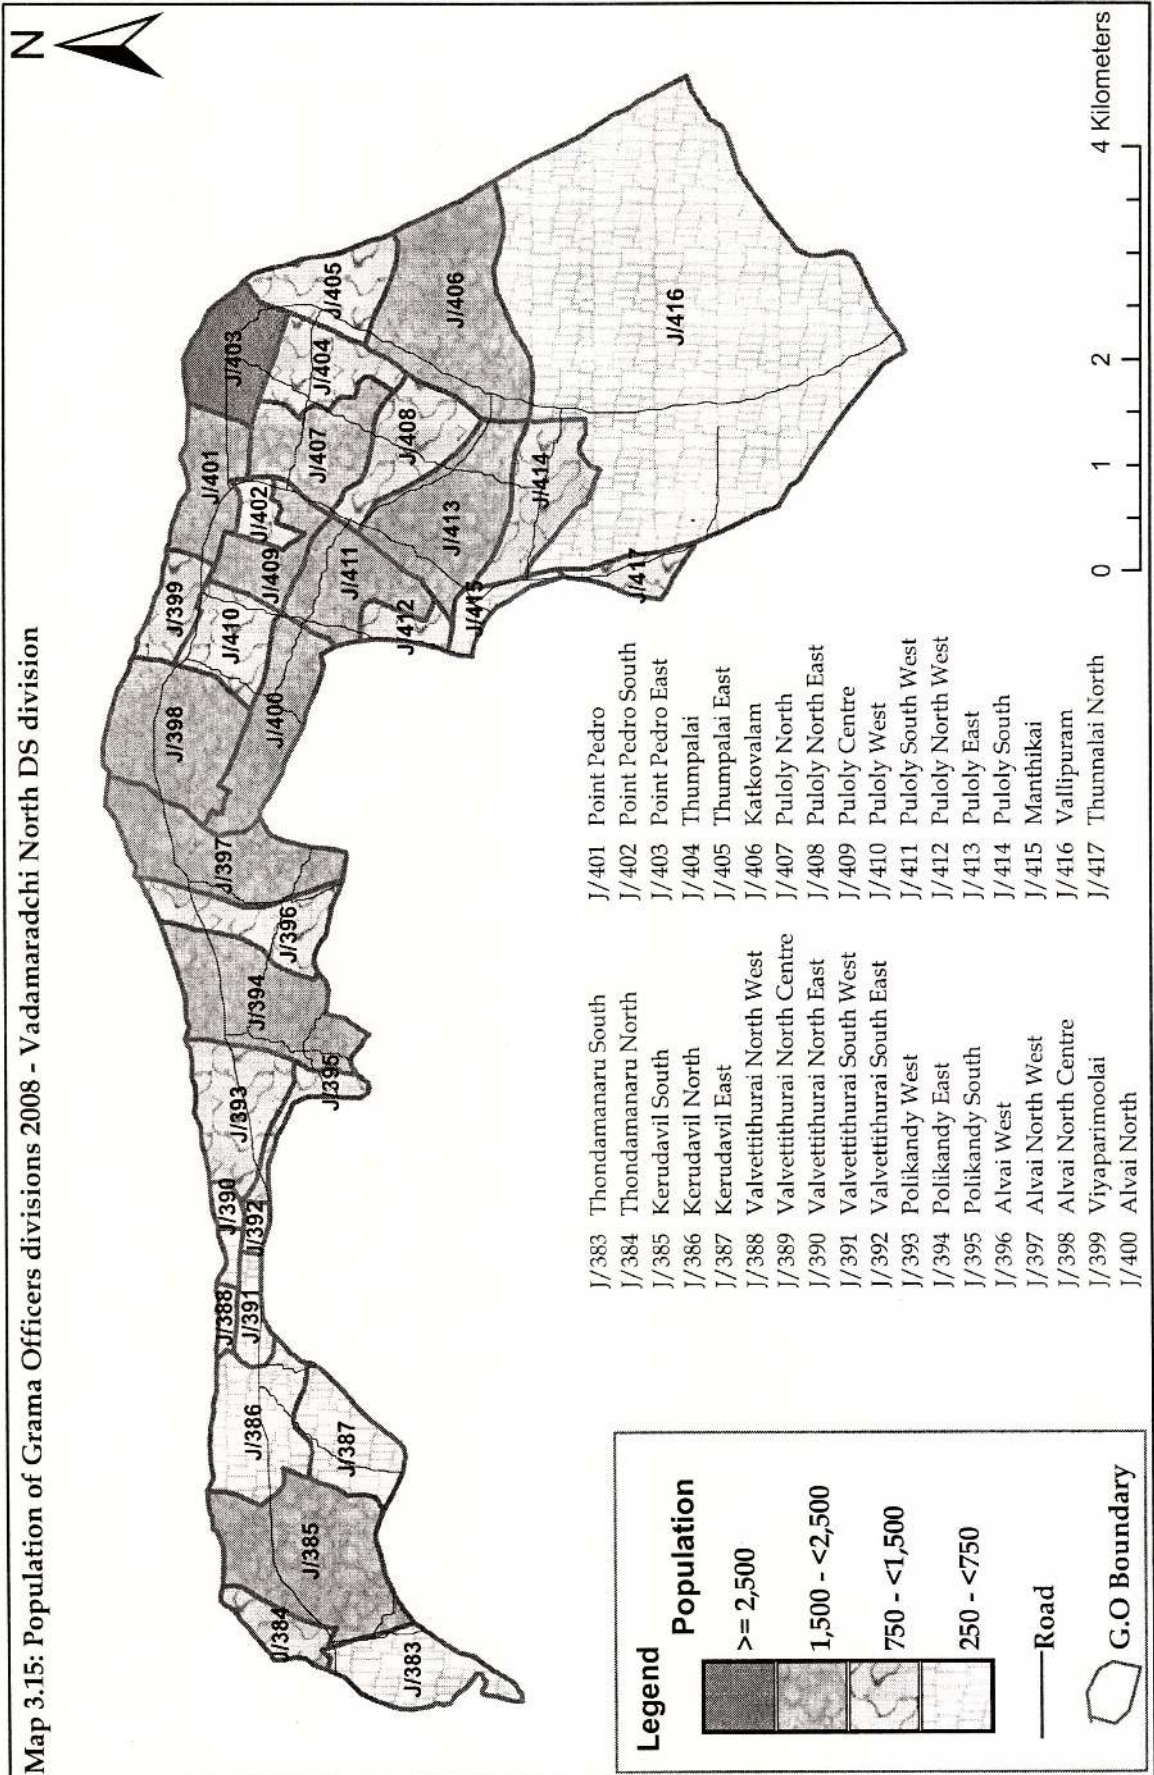 Map 3.15: Population of Grama Officers divisions 2008 - Vadamaradchi North DS division
N
J/383
J/384
J/385
J/386
J/387
J/388
J/390
J/391
J/392
J/393
J/394
J/395
J/396
J/397
J/398
J/399
J/400
J/401
J/402
J/403
J/404
J/405
J/406
J/407
J/408
J/409
J/410
J/411
J/412
J/413
J/414
J/415
J/416
J/417
Legend
Population
>= 2,500
1,500 - <2,500
750 - <1,500
250 - <750
Road
G.O Boundary
J/383 Thondamanaru South
J/384 Thondamanaru North
J/385 Kerudavil South
J/386 Kerudavil North
J/387 Kerudavil East
J/388 Valvettithurai North West
J/389 Valvettithurai North Centre
J/390 Valvettithurai North East
J/391 Valvettithurai South West
J/392 Valvettithurai South East
J/393 Polikandy West
J/394 Polikandy East
J/395 Polikandy South
J/396 Alvai West
J/397 Alvai North West
J/398 Alvai North Centre
J/399 Viyaparimoolai
J/400 Alvai North
J/401 Point Pedro
J/402 Point Pedro South
J/403 Point Pedro East
J/404 Thumpalai
J/405 Thumpalai East
J/406 Katkovalam
J/407 Puloly North
J/408 Puloly North East
J/409 Puloly Centre
J/410 Puloly West
J/411 Puloly South West
J/412 Puloly North West
J/413 Puloly East
J/414 Puloly South
J/415 Manthikai
J/416 Vallipuram
J/417 Thunnalai North
0 1 2 4 Kilometers